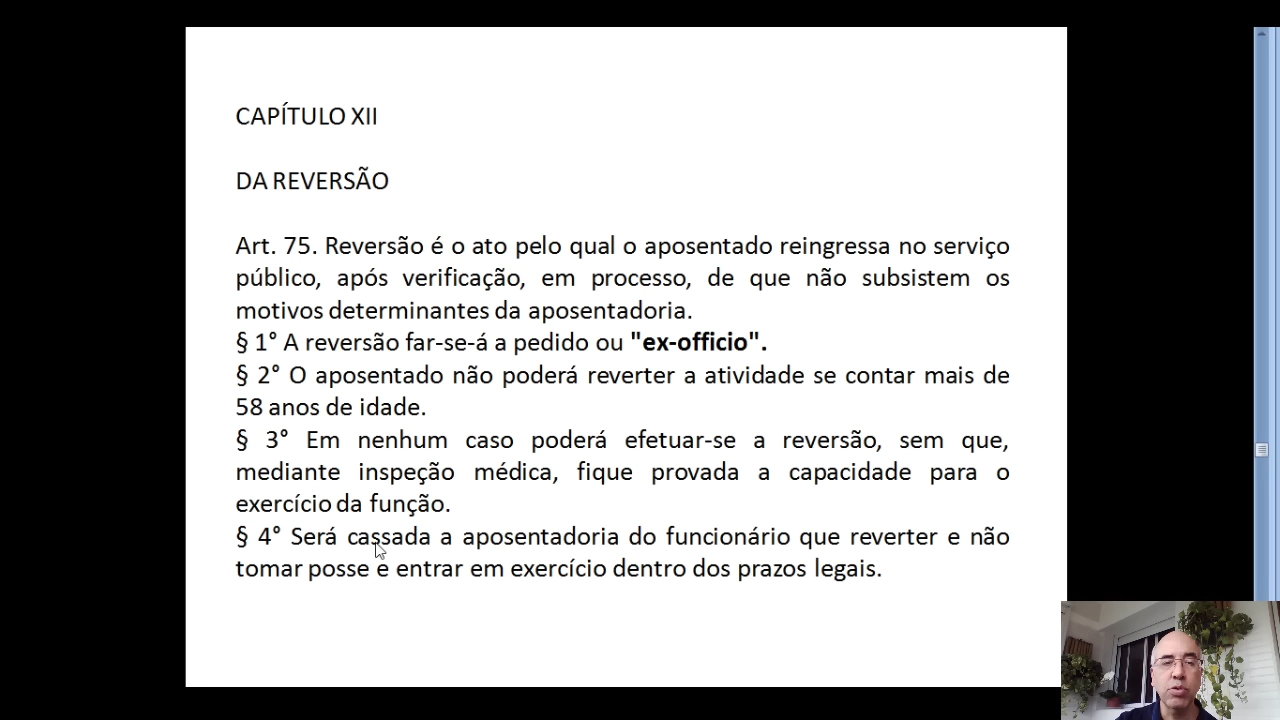 CAPÍTULO XII
DA REVERSÃO
Art. 75. Reversão é o ato pelo qual o aposentado reingressa no serviço
público, após verificação, em processo, de que não subsistem os
motivos determinantes da aposentadoria.
§ 1° A reversão far-se-á a pedido ou "ex-officio".
§ 2° O aposentado não poderá reverter a atividade se contar mais de
58 anos de idade.
§ 3° Em nenhum caso poderá efetuar-se a reversão, sem que,
mediante inspeção médica, fique provada a capacidade para o
exercício da função.
§ 4° Será cassada a aposentadoria do funcionário que reverter e não
tomar posse e entrar em exercício dentro dos prazos legais.